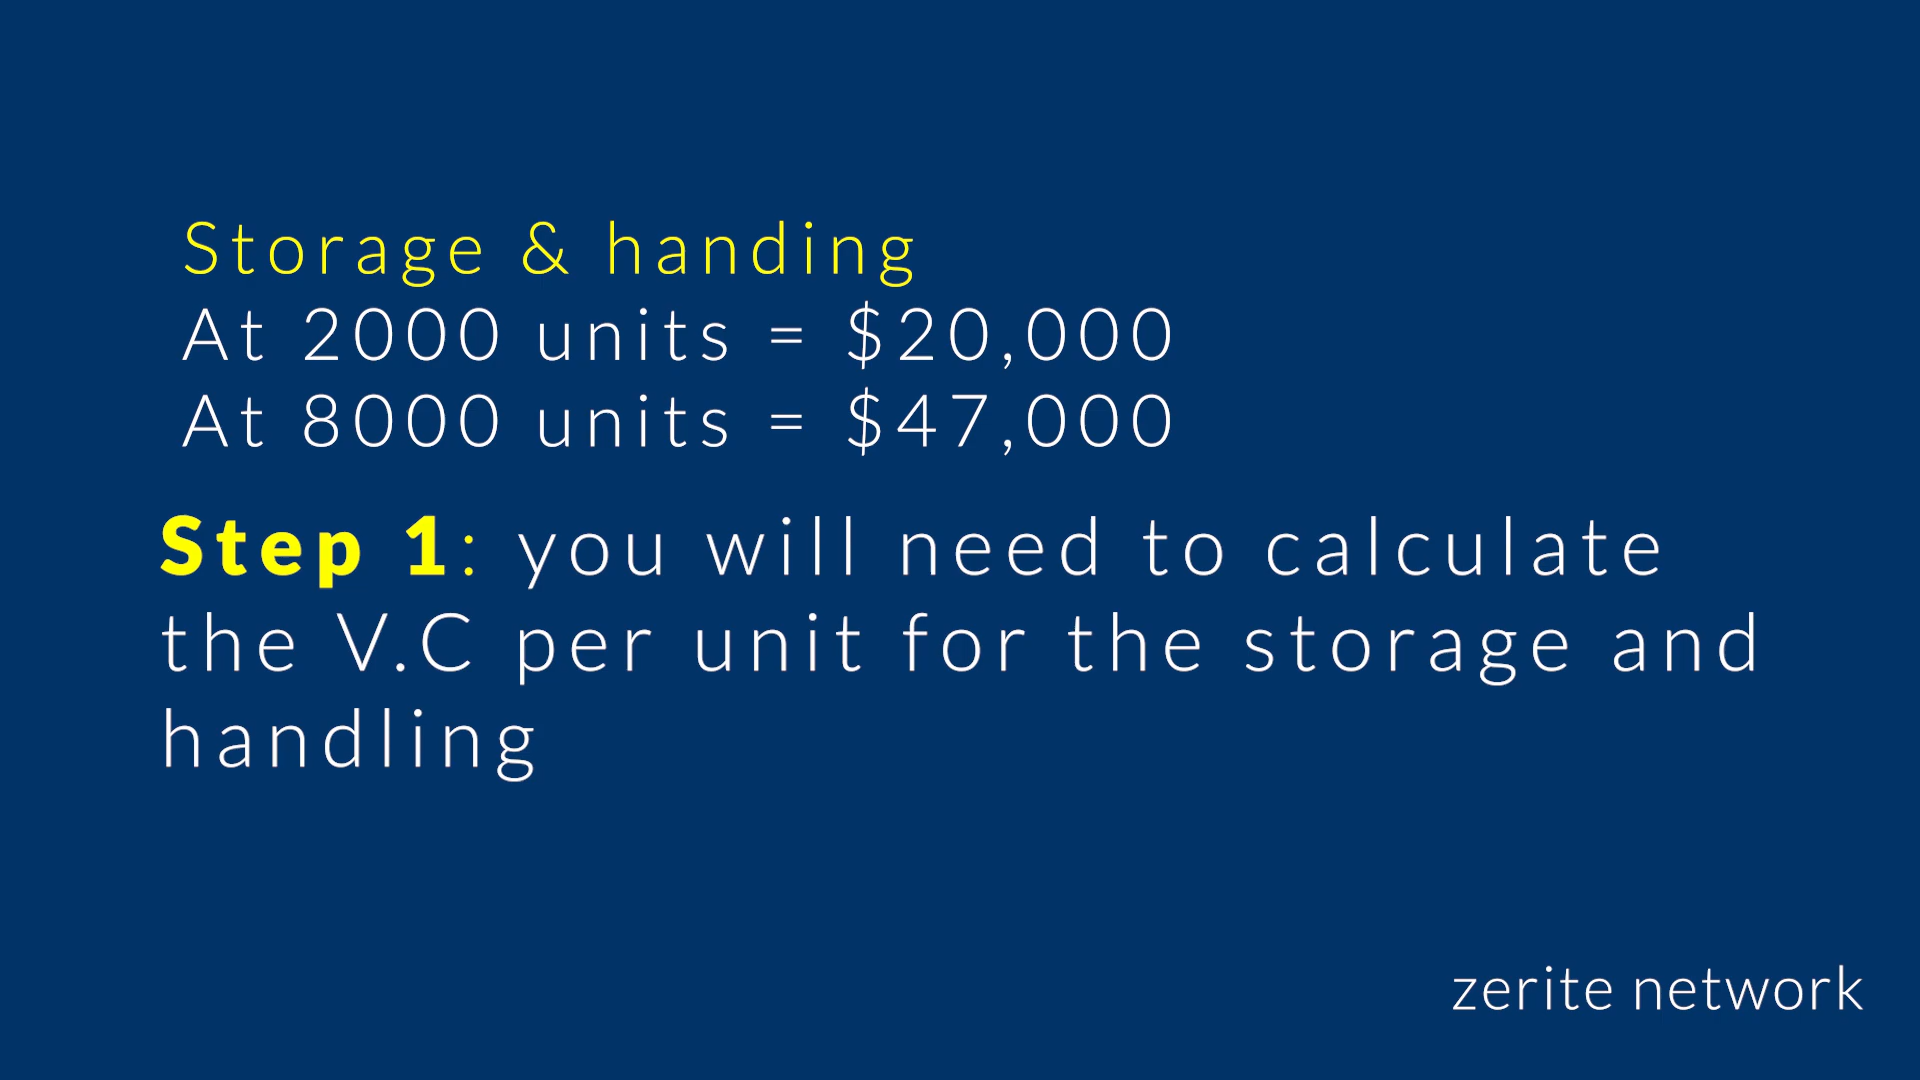 Storage & handing
At 2000 units = $20,000
At 8000 units = $47,000
Step 1: you will need to calculate
the V.C per unit for the storage and
handling
zerite network